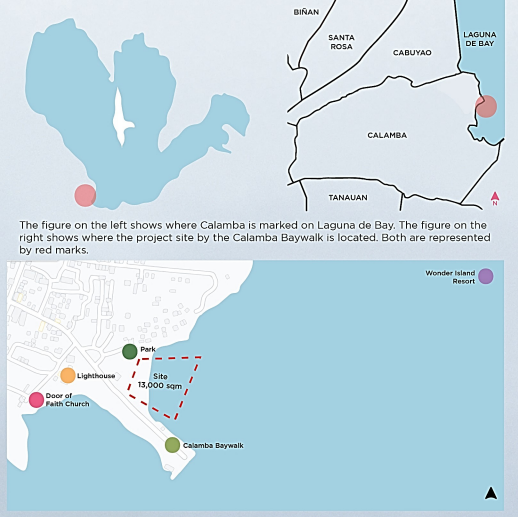 BIÑAN
SANTA
ROSA
CABUYAO
LAGUNA
DE BAY
CALAMBA
TANAUAN
N
The figure on the left shows where Calamba is marked on Laguna de Bay. The figure on the
right shows where the project site by the Calamba Baywalk is located. Both are represented
by red marks.
Wonder Island
Resort
Park
Lighthouse
Site
13,000 sqm
Door of
Faith Church
Calamba Baywalk